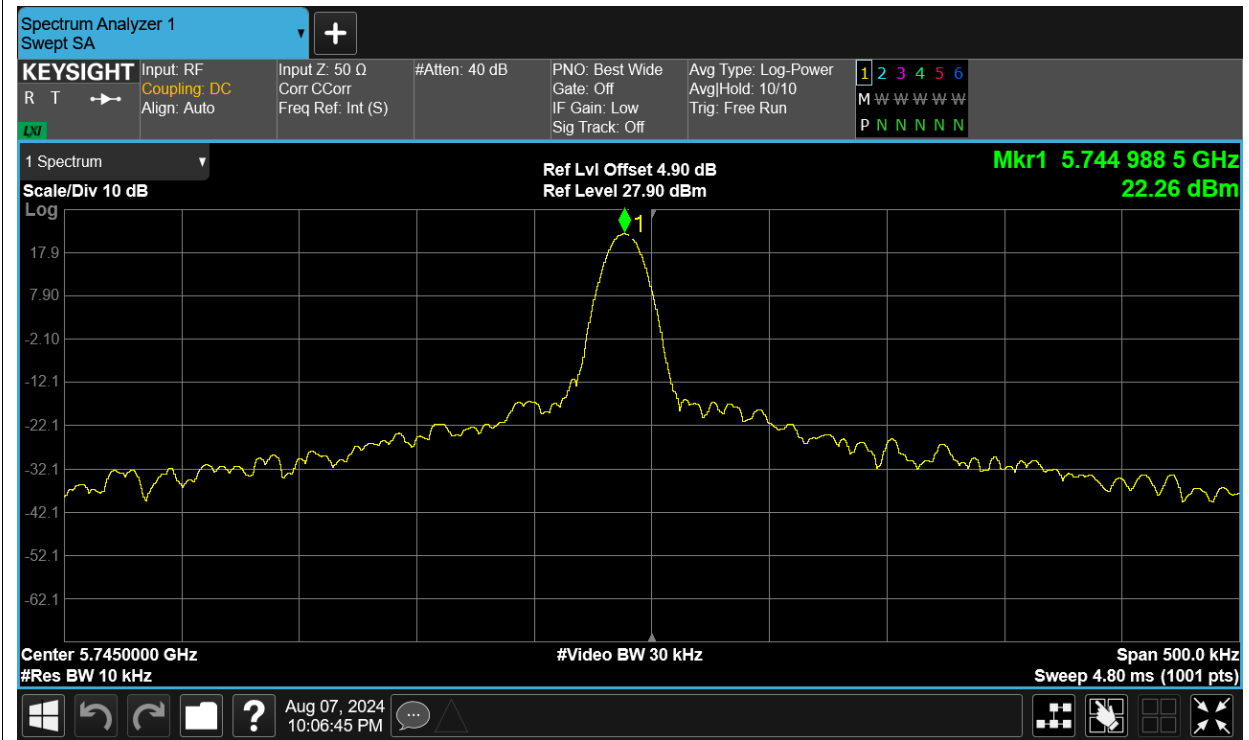 Spectrum Analyzer 1
Swept SA
KEYSIGHT
R T
LXI
Input: RF
Coupling: DC
Align: Auto
Input Z: 50 Ω
Corr CCorr
Freq Ref: Int (S)
#Atten: 40 dB
PNO: Best Wide
Gate: Off
IF Gain: Low
Sig Track: Off
Avg Type: Log-Power
Avg|Hold: 10/10
Trig: Free Run
1 2 3 4 5 6
M W W W W W
P N N N N N
1 Spectrum
Scale/Div 10 dB
Log
Ref Lvl Offset 4.90 dB
Ref Level 27.90 dBm
Mkr1 5.744 988 5 GHz
22.26 dBm
1
17.9
7.90
-2.10
-12.1
-22.1
-32.1
-42.1
-52.1
-62.1
Center 5.7450000 GHz
#Res BW 10 kHz
#Video BW 30 kHz
Span 500.0 kHz
Sweep 4.80 ms (1001 pts)
?
Aug 07, 2024
10:06:45 PM